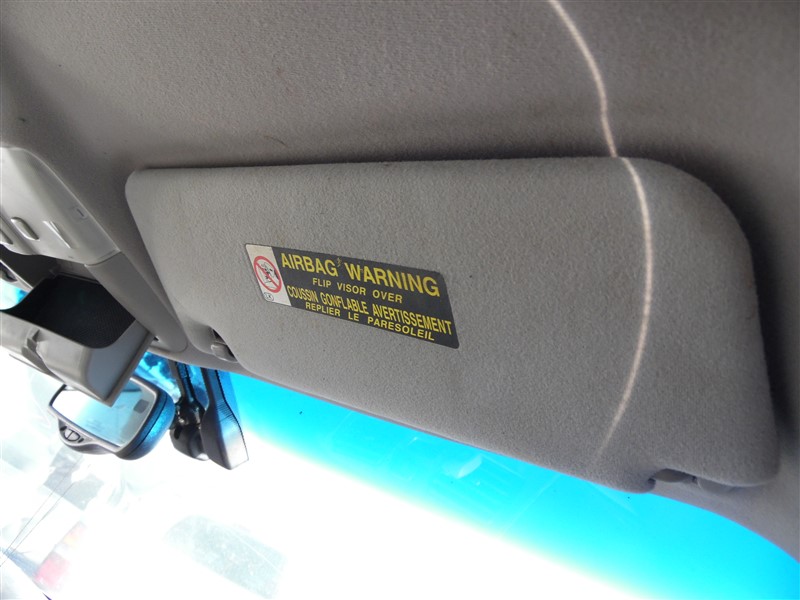 AIRBAG WARNING
FLIP VISOR OVER
COUSSIN GONFLABLE AVERTISSEMENT
REPLIER LE PARESOLEIL